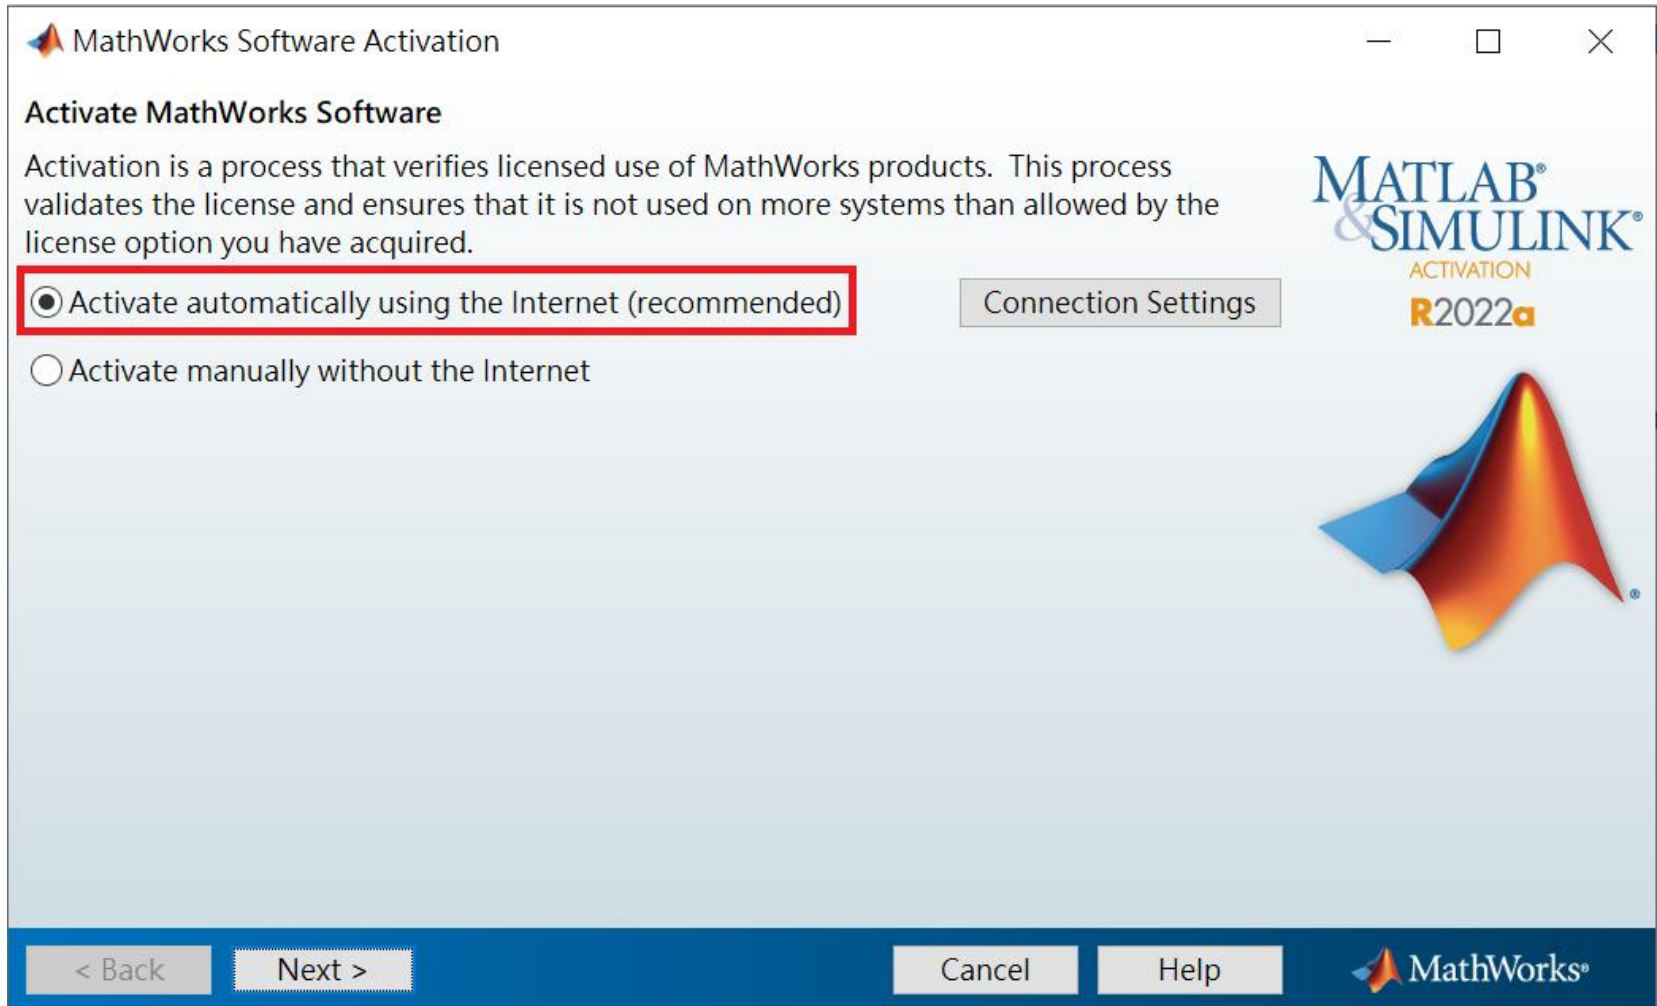 MathWorks Software Activation
Activate MathWorks Software
Activation is a process that verifies licensed use of MathWorks products.  This process
validates the license and ensures that it is not used on more systems than allowed by the
license option you have acquired.
Activate automatically using the Internet (recommended)
Connection Settings
Activate manually without the Internet
MATLAB®
&SIMULINK®
ACTIVATION
R2022a
®
< Back
Next >
Cancel
Help
MathWorks®